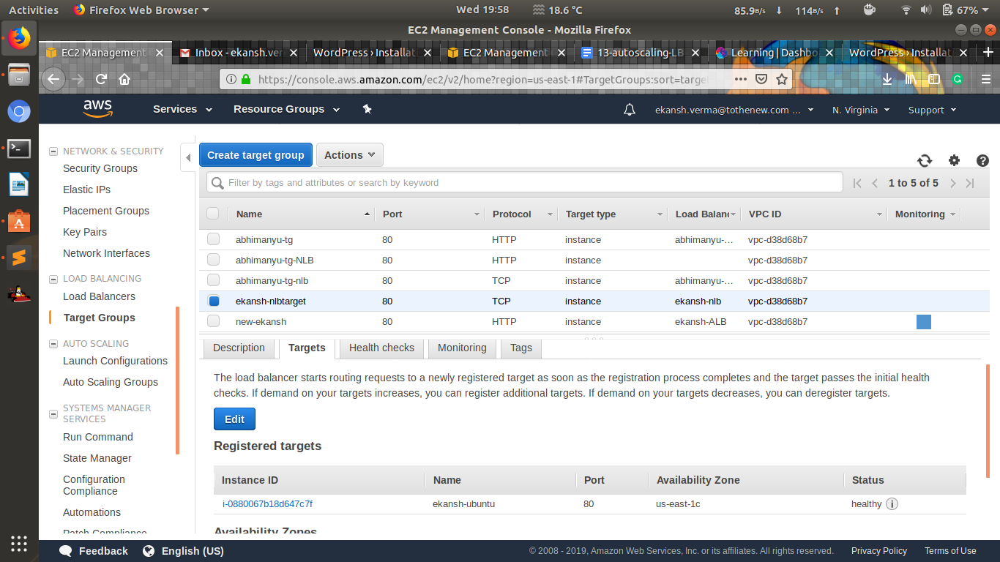 Activities Firefox Web Browser Wed 19:58 18.6 °C 85.9B/s 114B/s 67%
EC2 Management Console - Mozilla Firefox
EC2 Management Inbox - ekansh.ver WordPress › Installat EC2 Management 13-autoscaling-LB Learning | Dashbo WordPress › Installat
https://console.aws.amazon.com/ec2/v2/home?region=us-east-1#TargetGroups:sort=targe
aws Services Resource Groups ekansh.verma@tothenew.com ... N. Virginia Support
NETWORK & SECURITY
Security Groups
Elastic IPs
Placement Groups
Key Pairs
Network Interfaces
LOAD BALANCING
Load Balancers
Target Groups
AUTO SCALING
Launch Configurations
Auto Scaling Groups
SYSTEMS MANAGER
SERVICES
Run Command
State Manager
Configuration
Compliance
Automations
Patch Compliance
Create target group Actions
Filter by tags and attributes or search by keyword 1 to 5 of 5
Name Port Protocol Target type Load Balanc VPC ID Monitoring
abhimanyu-tg 80 HTTP instance abhimanyu-... vpc-d38d68b7
abhimanyu-tg-NLB 80 HTTP instance vpc-d38d68b7
abhimanyu-tg-nlb 80 TCP instance abhimanyu-... vpc-d38d68b7
ekansh-nlbtarget 80 TCP instance ekansh-nlb vpc-d38d68b7
new-ekansh 80 HTTP instance ekansh-ALB vpc-d38d68b7
Description Targets Health checks Monitoring Tags
The load balancer starts routing requests to a newly registered target as soon as the registration process completes and the target passes the initial health
checks. If demand on your targets increases, you can register additional targets. If demand on your targets decreases, you can deregister targets.
Edit
Registered targets
Instance ID Name Port Availability Zone Status
i-0880067b18d647c7f ekansh-ubuntu 80 us-east-1c healthy
Availability Zones
Feedback English (US) © 2008 - 2019, Amazon Web Services, Inc. or its affiliates. All rights reserved. Privacy Policy Terms of Use